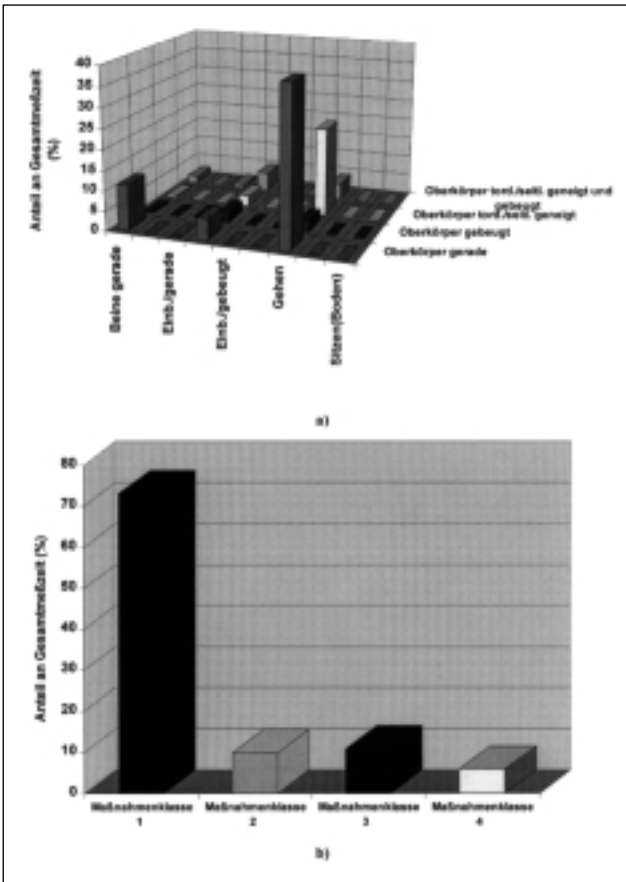 Anteil an Gesamtmeßzeit
(%)
40
35
30
25
20
15
10
5
0
Oberkörper tord./seitl. geneigt und
gebeugt
Oberkörper tord./seitl. geneigt
Oberkörper gebeugt
Oberkörper gerade
Beine gerade
Einb./gerade
Einb./gebeugt
Gehen
Sitzen(Boden)
a)
Anteil an Gesamtmeßzeit (%)
80
70
60
50
40
30
20
10
0
Maßnahmenklasse Maßnahmenklasse Maßnahmenklasse Maßnahmenklasse
1 2 3 4
b)